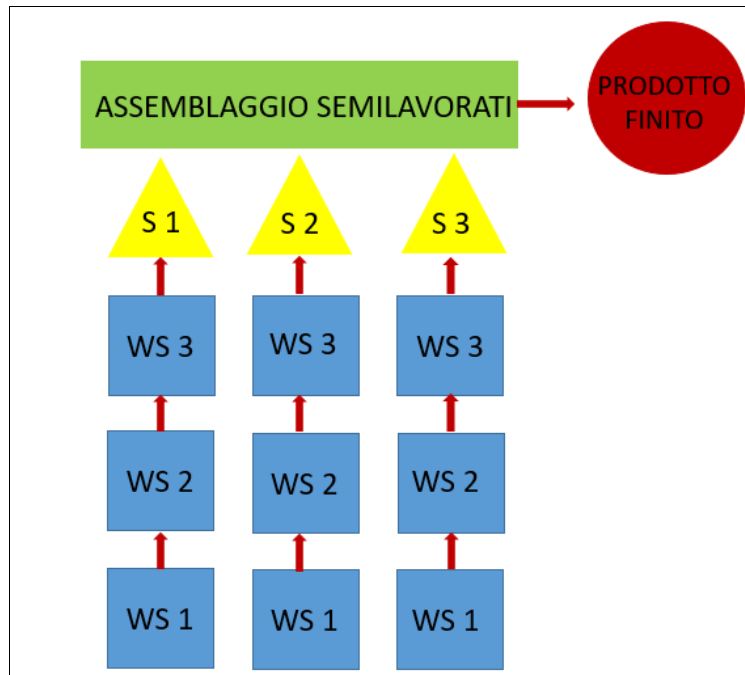 ASSEMBLAGGIO SEMILAVORATI
PRODOTTO
FINITO
S 1
S 2
S 3
WS 3
WS 3
WS 3
WS 2
WS 2
WS 2
WS 1
WS 1
WS 1